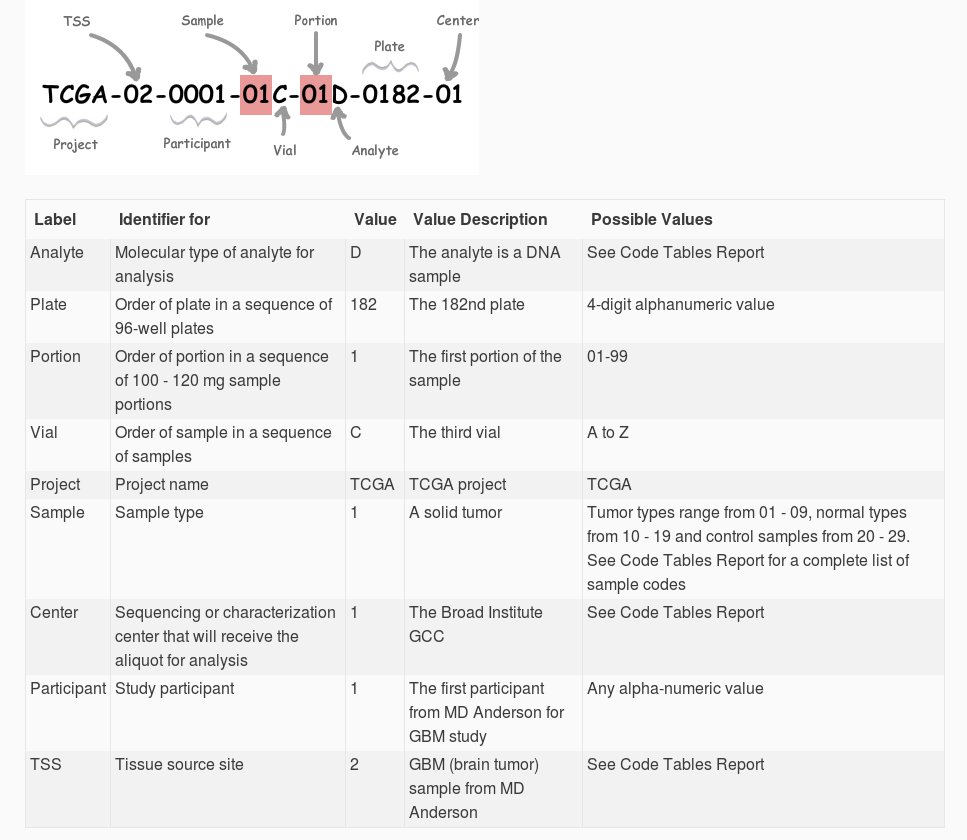 TSS Sample Portion Center
Plate
TCGA-02-0001-01C-01D-0182-01
Project Participant Vial Analyte
Label Identifier for Value Value Description Possible Values
Analyte Molecular type of analyte for analysis D The analyte is a DNA sample See Code Tables Report
Plate Order of plate in a sequence of 96-well plates 182 The 182nd plate 4-digit alphanumeric value
Portion Order of portion in a sequence of 100 - 120 mg sample portions 1 The first portion of the sample 01-99
Vial Order of sample in a sequence of samples C The third vial A to Z
Project Project name TCGA TCGA project TCGA
Sample Sample type 1 A solid tumor Tumor types range from 01 - 09, normal types from 10 - 19 and control samples from 20 - 29. See Code Tables Report for a complete list of sample codes
Center Sequencing or characterization center that will receive the aliquot for analysis 1 The Broad Institute GCC See Code Tables Report
Participant Study participant 1 The first participant from MD Anderson for GBM study Any alpha-numeric value
TSS Tissue source site 2 GBM (brain tumor) sample from MD Anderson See Code Tables Report